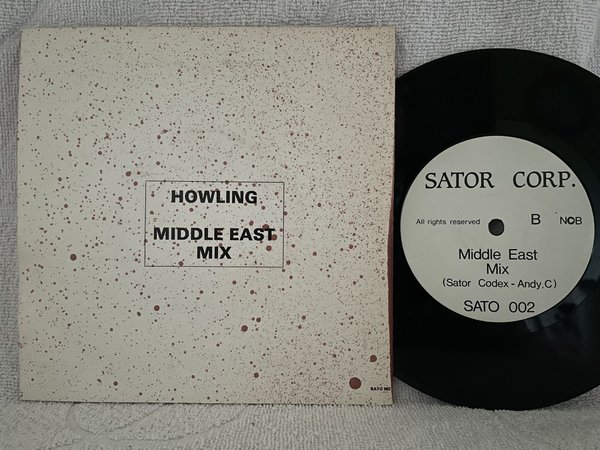 HOWLING
MIDDLE EAST
MIX
SATOR CORP.
All rights reserved
B
NCB
Middle East
Mix
(Sator Codex - Andy.C)
SATO 002